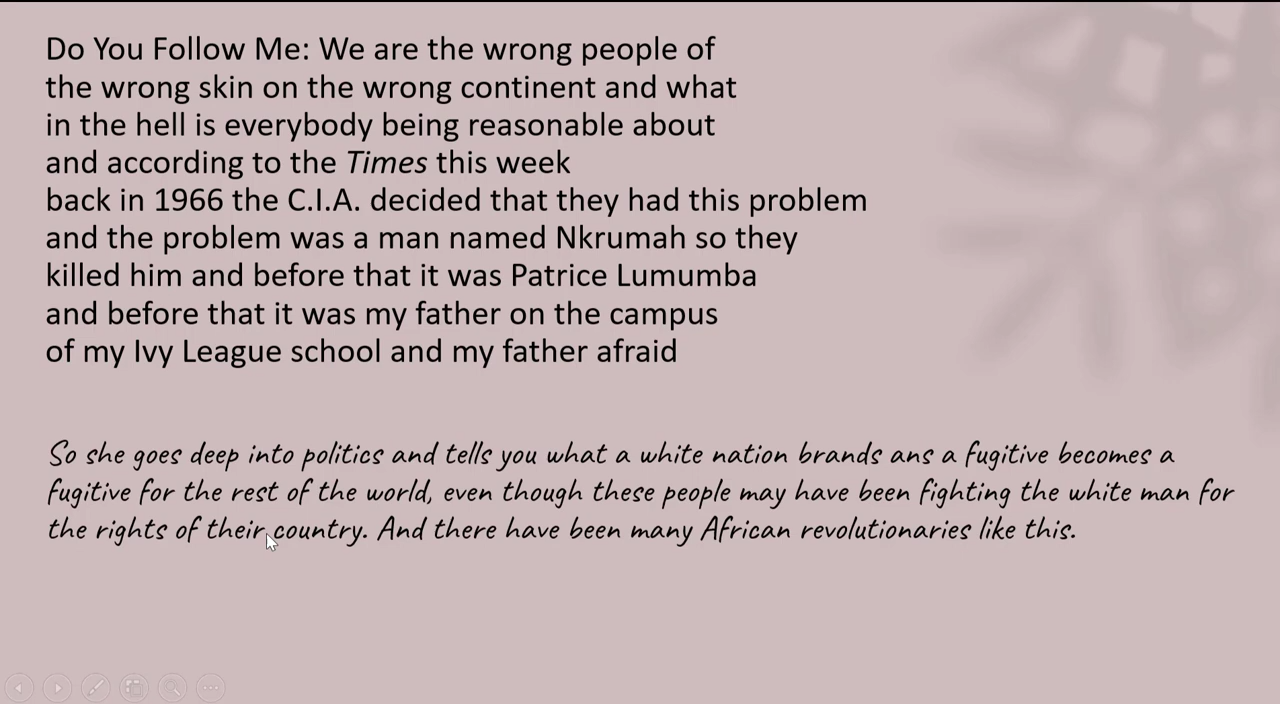 Do You Follow Me: We are the wrong people of
the wrong skin on the wrong continent and what
in the hell is everybody being reasonable about
and according to the Times this week
back in 1966 the C.I.A. decided that they had this problem
and the problem was a man named Nkrumah so they
killed him and before that it was Patrice Lumumba
and before that it was my father on the campus
of my Ivy League school and my father afraid
So she goes deep into politics and tells you what a white nation brands ans a fugitive becomes a
fugitive for the rest of the world, even though these people may have been fighting the white man for
the rights of their country. And there have been many African revolutionaries like this.